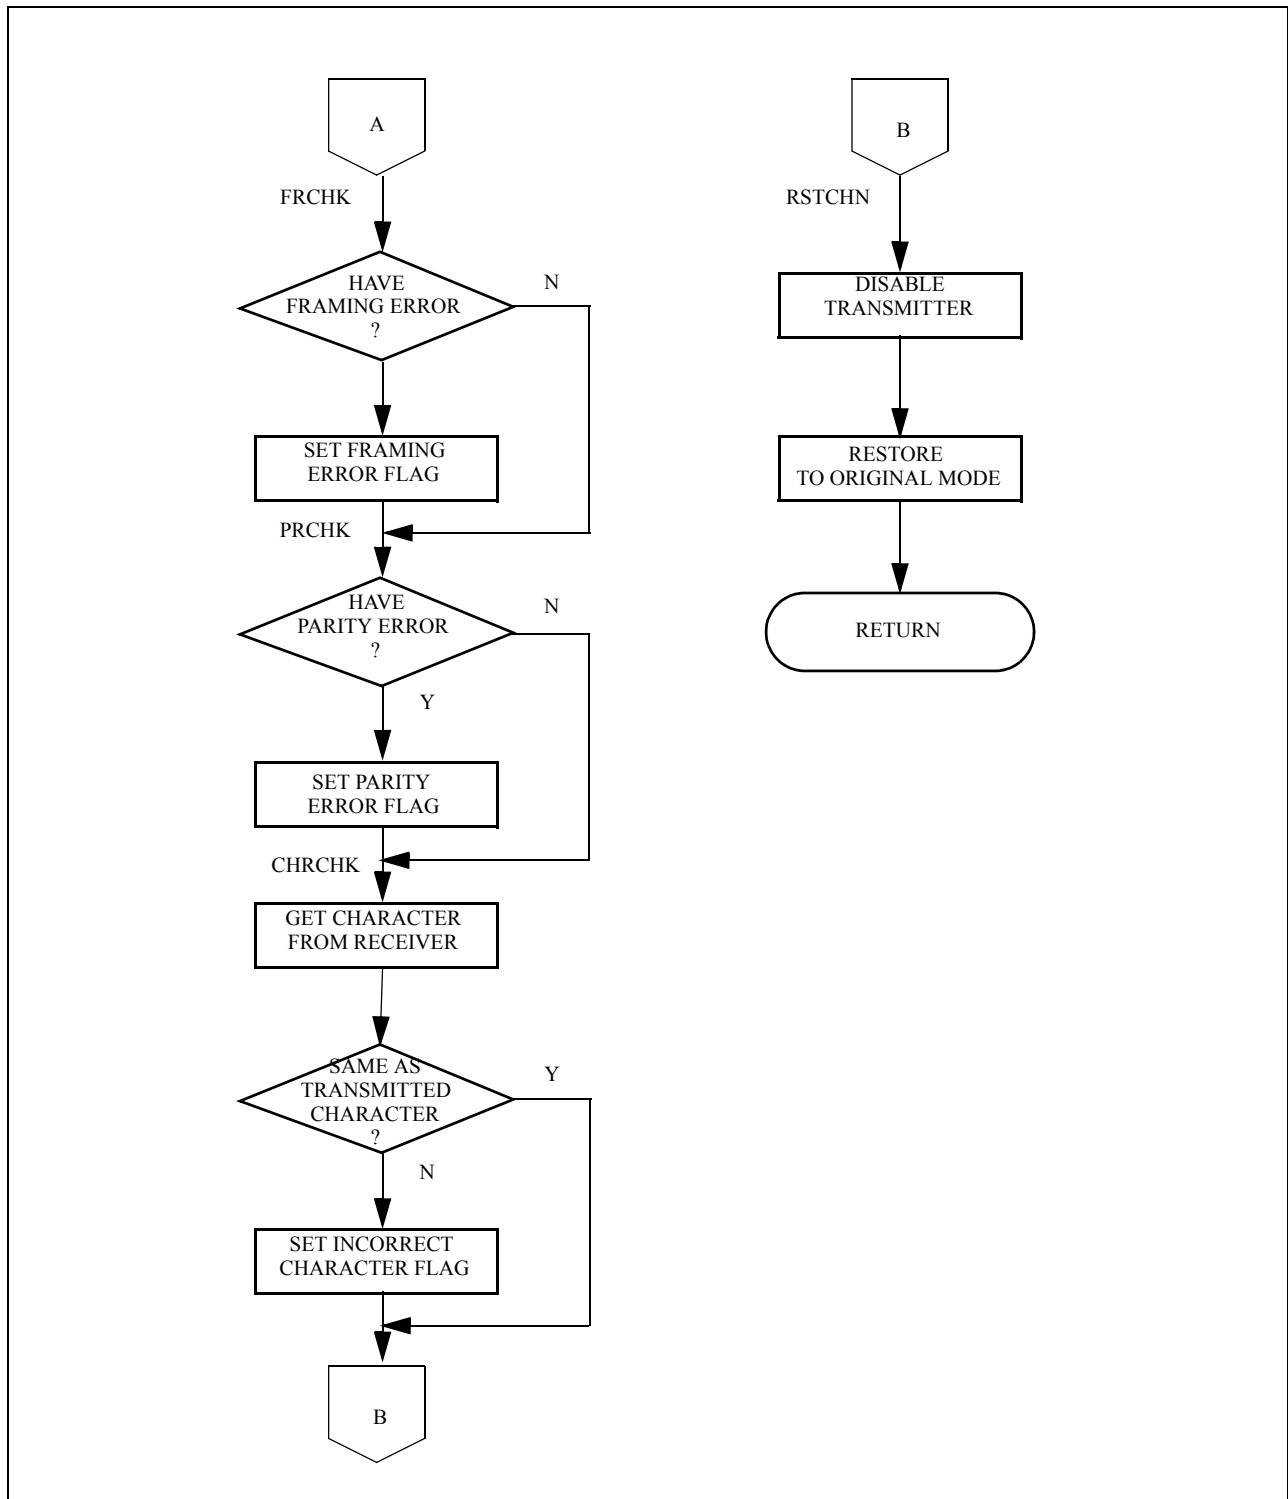 A
FRCHK
HAVE
FRAMING ERROR
?
N
SET FRAMING
ERROR FLAG
PRCHK
HAVE
PARITY ERROR
?
N
Y
SET PARITY
ERROR FLAG
CHRCHK
GET CHARACTER
FROM RECEIVER
SAME AS
TRANSMITTED
CHARACTER
?
Y
N
SET INCORRECT
CHARACTER FLAG
B
B
RSTCHN
DISABLE
TRANSMITTER
RESTORE
TO ORIGINAL MODE
RETURN